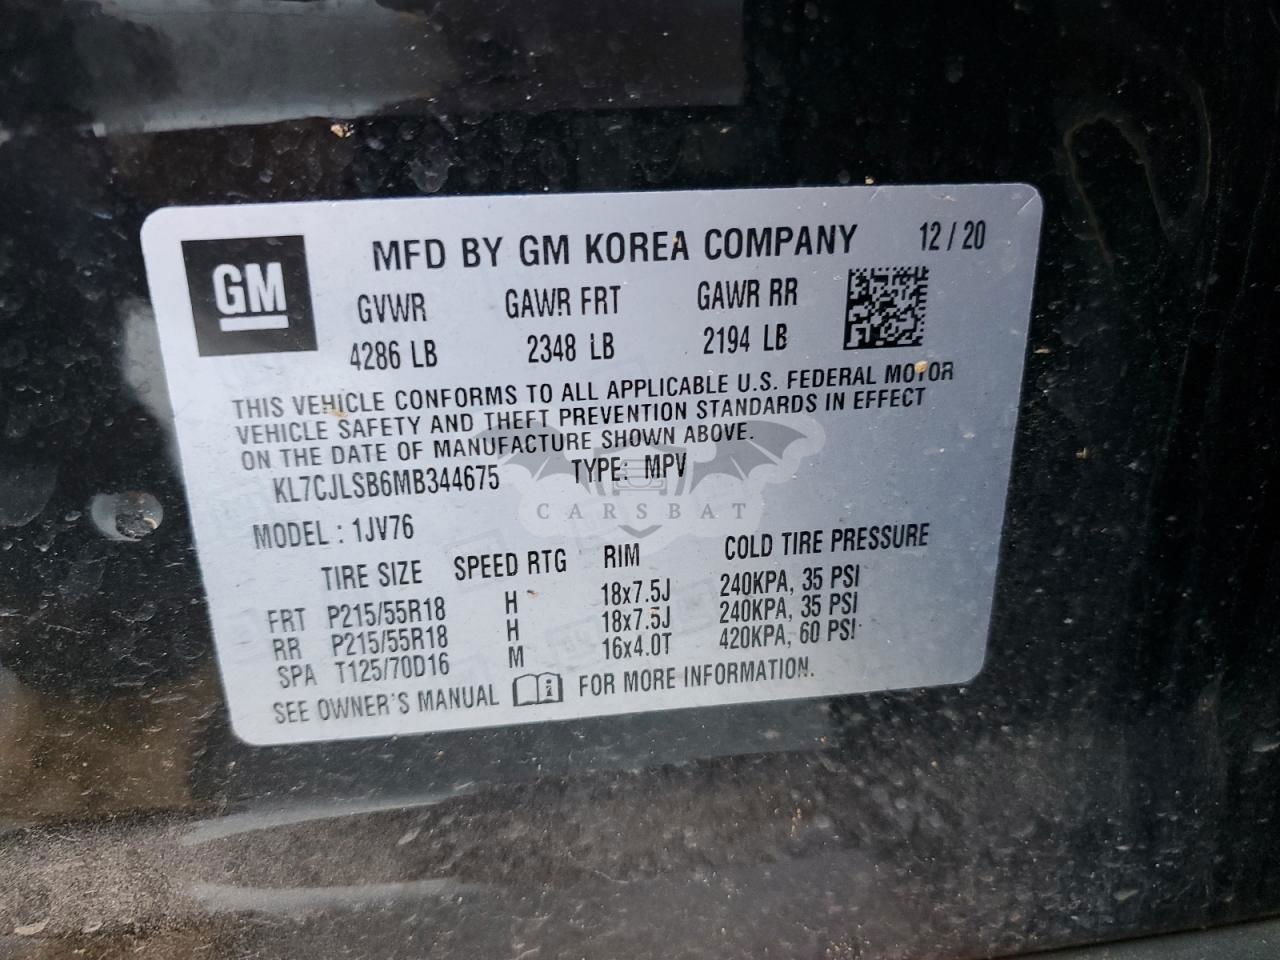 GM
MFD BY GM KOREA COMPANY 12 / 20
GVWR GAWR FRT GAWR RR
4286 LB 2348 LB 2194 LB
THIS VEHICLE CONFORMS TO ALL APPLICABLE U.S. FEDERAL MOTOR
VEHICLE SAFETY AND THEFT PREVENTION STANDARDS IN EFFECT
ON THE DATE OF MANUFACTURE SHOWN ABOVE.
KL7CJLSB6MB344675 TYPE: MPV
CARSBAT
MODEL : 1JV76
TIRE SIZE SPEED RTG RIM COLD TIRE PRESSURE
FRT P215/55R18 H 18x7.5J 240KPA, 35 PSI
RR P215/55R18 H 18x7.5J 240KPA, 35 PSI
SPA T125/70D16 M 16x4.0T 420KPA, 60 PSI
SEE OWNER'S MANUAL i FOR MORE INFORMATION.